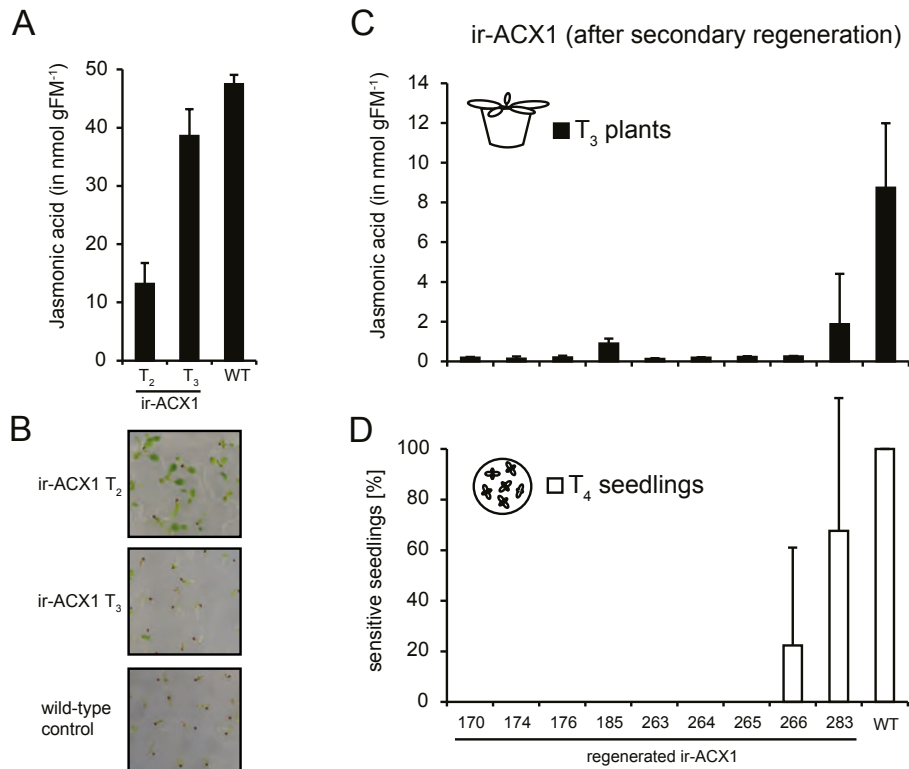 A
Jasmonic acid (in nmol gFM⁻¹)
50
40
30
20
10
0
T₂ T₃ WT
ir-ACX1
B
ir-ACX1 T₂
ir-ACX1 T₃
wild-type
control
C
ir-ACX1 (after secondary regeneration)
Jasmonic acid (in nmol gFM⁻¹)
14
12
10
8
6
4
2
0
T₃ plants
D
sensitive seedlings [%]
100
80
60
40
20
0
T₄ seedlings
170 174 176 185 263 264 265 266 283 WT
regenerated ir-ACX1